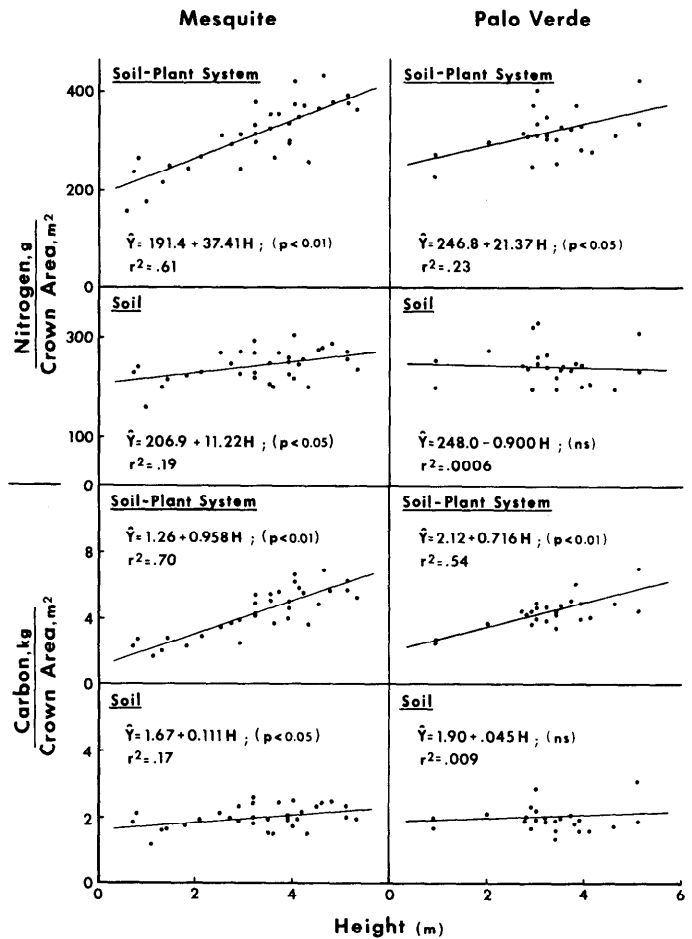 Mesquite
Palo Verde
Nitrogen, g
Crown Area, m²
Carbon, kg
Crown Area, m²
400
200
0
Soil-Plant System
Ŷ= 191.4 + 37.41 H ; (p<0.01)
r²=.61
Soil-Plant System
Ŷ=246.8+21.37 H ; (p<0.05)
r²=.23
300
100
0
Soil
Ŷ=206.9 + 11.22H ; (p<0.05)
r²=.19
Soil
Ŷ=248.0-0.900H ; (ns)
r²=.0006
8
4
0
Soil-Plant System
Ŷ=1.26+0.958H ; (p<0.01)
r²=.70
Soil-Plant System
Ŷ=2.12+0.716H ; (p<0.01)
r²=.54
4
2
0
Soil
Ŷ=1.67+0.111H ; (p<0.05)
r²=.17
Soil
Ŷ=1.90+.045H ; (ns)
r²=.009
0 2 4 0 2 4 6
Height (m)